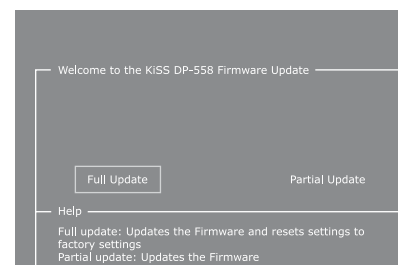 Welcome to the KiSS DP-558 Firmware Update
Full Update
Partial Update
Help
Full update: Updates the Firmware and resets settings to
factory settings
Partial update: Updates the Firmware